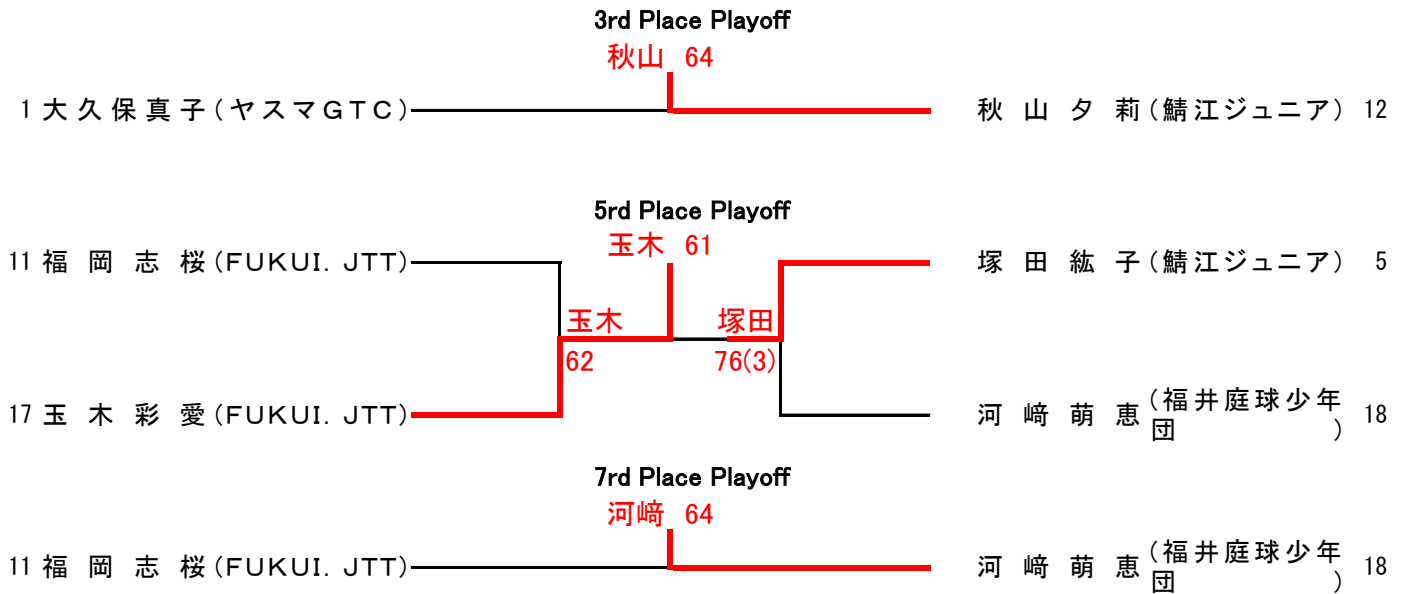 3rd Place Playoff
秋山 64
1 大久保真子(ヤスマGTC)
秋山夕莉(鯖江ジュニア) 12
5rd Place Playoff
玉木 61
11 福岡志桜(FUKUI. JTT)
塚田紘子(鯖江ジュニア) 5
玉木
塚田
62
76(3)
17 玉木彩愛(FUKUI. JTT)
河﨑萌恵(福井庭球少年団) 18
7rd Place Playoff
河﨑 64
11 福岡志桜(FUKUI. JTT)
河﨑萌恵(福井庭球少年団) 18